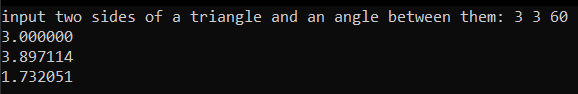 input two sides of a triangle and an angle between them: 3 3 60
3.000000
3.897114
1.732051